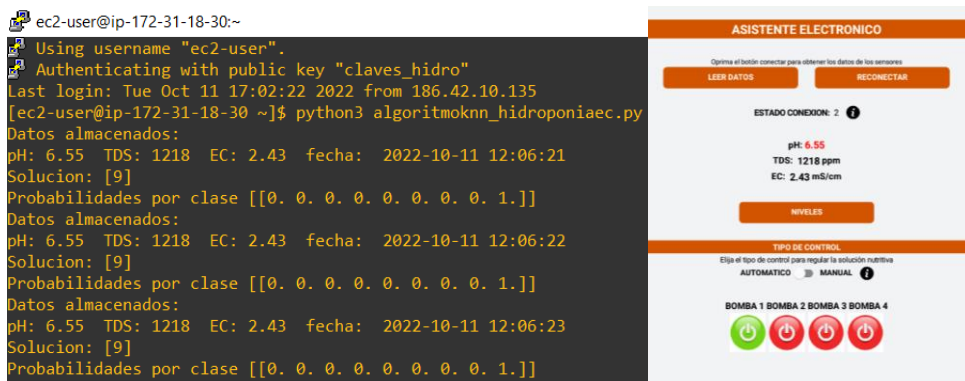 ec2-user@ip-172-31-18-30:~
Using username "ec2-user".
Authenticating with public key "claves_hidro"
Last login: Tue Oct 11 17:02:22 2022 from 186.42.10.135
[ec2-user@ip-172-31-18-30 ~]$ python3 algoritmoknn_hidroponiaec.py
Datos almacenados:
pH: 6.55  TDS: 1218  EC: 2.43  fecha:  2022-10-11 12:06:21
Solucion: [9]
Probabilidades por clase [[0. 0. 0. 0. 0. 0. 0. 0. 1.]]
Datos almacenados:
pH: 6.55  TDS: 1218  EC: 2.43  fecha:  2022-10-11 12:06:22
Solucion: [9]
Probabilidades por clase [[0. 0. 0. 0. 0. 0. 0. 0. 1.]]
Datos almacenados:
pH: 6.55  TDS: 1218  EC: 2.43  fecha:  2022-10-11 12:06:23
Solucion: [9]
Probabilidades por clase [[0. 0. 0. 0. 0. 0. 0. 0. 1.]]
ASISTENTE ELECTRONICO
Oprima el botón conectar para obtener los datos de los sensores
LEER DATOS RECONECTAR
ESTADO CONEXION: 2 i
pH: 6.55
TDS: 1218 ppm
EC: 2.43 mS/cm
NIVELES
TIPO DE CONTROL
Elija el tipo de control para regular la solución nutritiva
AUTOMATICO MANUAL i
BOMBA 1 BOMBA 2 BOMBA 3 BOMBA 4